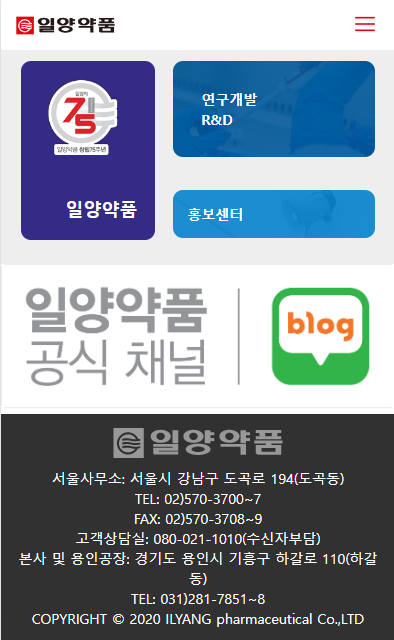 일양약품
일양약품
75
일양약품 창립75주년
일양약품
연구개발
R&D
홍보센터
일양약품
공식 채널
blog
일양약품
서울사무소: 서울시 강남구 도곡로 194(도곡동)
TEL: 02)570-3700~7
FAX: 02)570-3708~9
고객상담실: 080-021-1010(수신자부담)
본사 및 용인공장: 경기도 용인시 기흥구 하갈로 110(하갈
동)
TEL: 031)281-7851~8
COPYRIGHT © 2020 ILYANG pharmaceutical Co.,LTD